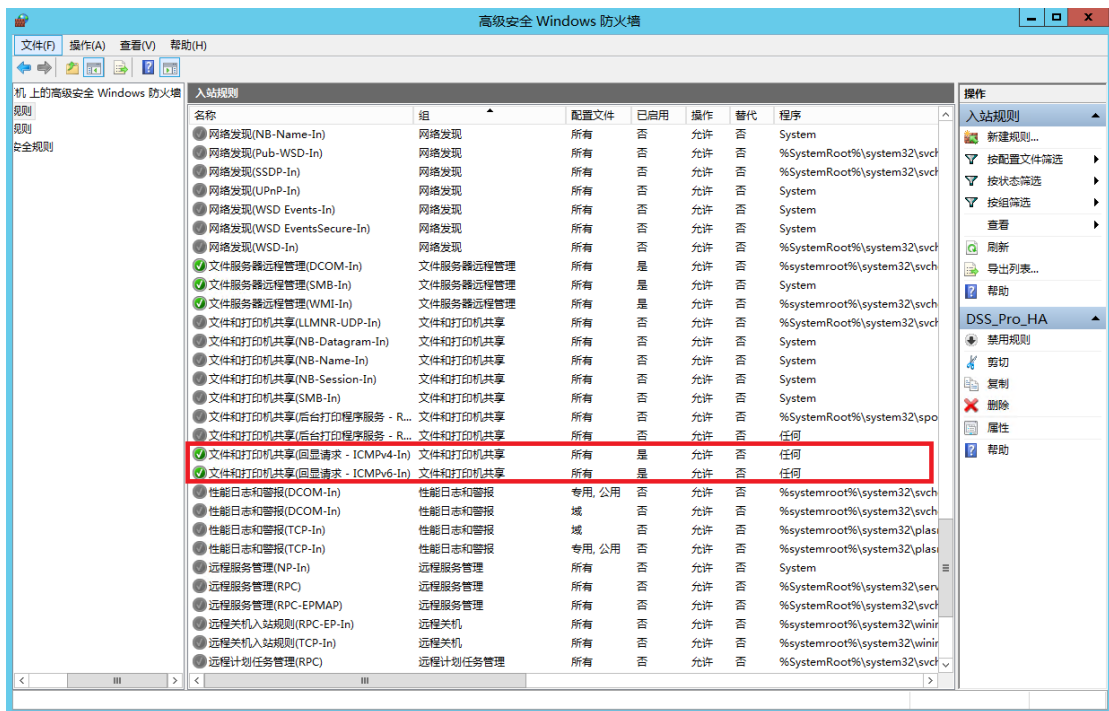 高级安全 Windows 防火墙
文件(F) 操作(A) 查看(V) 帮助(H)
机 上的高级安全 Windows 防火墙
规则
规则
安全规则
入站规则
名称 组 配置文件 已启用 操作 替代 程序
网络发现(NB-Name-In) 网络发现 所有 否 允许 否 System
网络发现(Pub-WSD-In) 网络发现 所有 否 允许 否 %SystemRoot%\system32\svch
网络发现(SSDP-In) 网络发现 所有 否 允许 否 %SystemRoot%\system32\svch
网络发现(UPnP-In) 网络发现 所有 否 允许 否 System
网络发现(WSD Events-In) 网络发现 所有 否 允许 否 System
网络发现(WSD EventsSecure-In) 网络发现 所有 否 允许 否 System
网络发现(WSD-In) 网络发现 所有 否 允许 否 %SystemRoot%\system32\svch
文件服务器远程管理(DCOM-In) 文件服务器远程管理 所有 是 允许 否 %systemroot%\system32\svch
文件服务器远程管理(SMB-In) 文件服务器远程管理 所有 是 允许 否 System
文件服务器远程管理(WMI-In) 文件服务器远程管理 所有 是 允许 否 %systemroot%\system32\svch
文件和打印机共享(LLMNR-UDP-In) 文件和打印机共享 所有 否 允许 否 %SystemRoot%\system32\svch
文件和打印机共享(NB-Datagram-In) 文件和打印机共享 所有 否 允许 否 System
文件和打印机共享(NB-Name-In) 文件和打印机共享 所有 否 允许 否 System
文件和打印机共享(NB-Session-In) 文件和打印机共享 所有 否 允许 否 System
文件和打印机共享(SMB-In) 文件和打印机共享 所有 否 允许 否 System
文件和打印机共享(后台打印程序服务 - R... 文件和打印机共享 所有 否 允许 否 %SystemRoot%\system32\spo
文件和打印机共享(后台打印程序服务 - R... 文件和打印机共享 所有 否 允许 否 任何
文件和打印机共享(回显请求 - ICMPv4-In) 文件和打印机共享 所有 是 允许 否 任何
文件和打印机共享(回显请求 - ICMPv6-In) 文件和打印机共享 所有 是 允许 否 任何
性能日志和警报(DCOM-In) 性能日志和警报 专用, 公用 否 允许 否 %systemroot%\system32\svch
性能日志和警报(DCOM-In) 性能日志和警报 域 否 允许 否 %systemroot%\system32\svch
性能日志和警报(TCP-In) 性能日志和警报 域 否 允许 否 %systemroot%\system32\plas
性能日志和警报(TCP-In) 性能日志和警报 专用, 公用 否 允许 否 %systemroot%\system32\plas
远程服务管理(NP-In) 远程服务管理 所有 否 允许 否 System
远程服务管理(RPC) 远程服务管理 所有 否 允许 否 %SystemRoot%\system32\serv
远程服务管理(RPC-EPMAP) 远程服务管理 所有 否 允许 否 %SystemRoot%\system32\svch
远程关机入站规则(RPC-EP-In) 远程关机 所有 否 允许 否 %systemroot%\system32\winin
远程关机入站规则(TCP-In) 远程关机 所有 否 允许 否 %systemroot%\system32\winin
远程计划任务管理(RPC) 远程计划任务管理 所有 否 允许 否 %SystemRoot%\system32\svch
操作
入站规则
新建规则...
按配置文件筛选
按状态筛选
按组筛选
查看
刷新
导出列表...
帮助
DSS_Pro_HA
禁用规则
剪切
复制
删除
属性
帮助